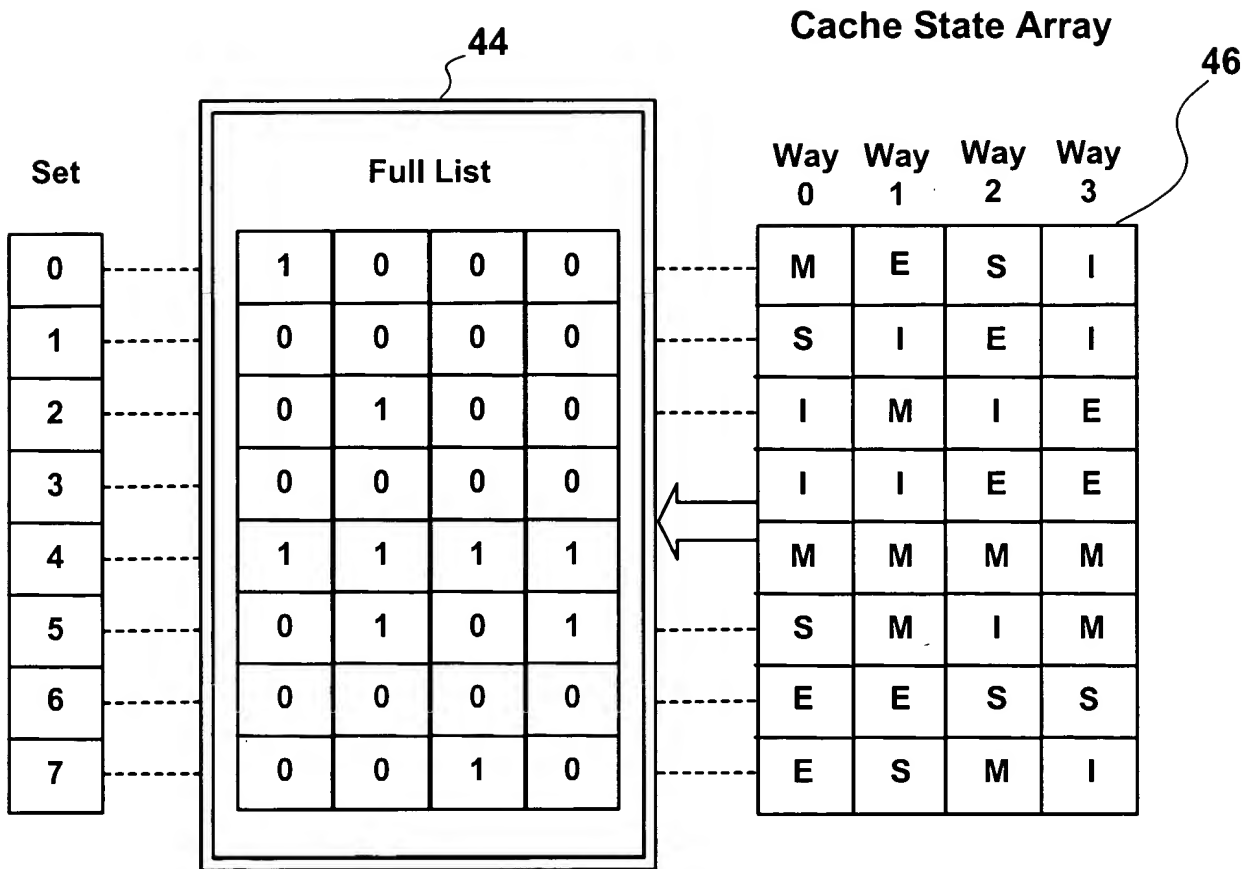 Cache State Array
44
46
Set
Full List
Way Way Way Way
0 1 2 3
0 1 0 0 0 M E S I
1 0 0 0 0 S I E I
2 0 1 0 0 I M I E
3 0 0 0 0 I I E E
4 1 1 1 1 M M M M
5 0 1 0 1 S M I M
6 0 0 0 0 E E S S
7 0 0 1 0 E S M I